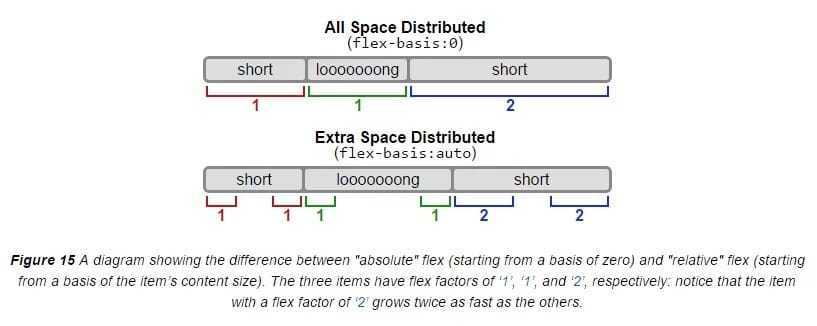 All Space Distributed
(flex-basis:0)
short looooooong short
1 1 2
Extra Space Distributed
(flex-basis:auto)
short looooooong short
1 1 1 1 2 2
Figure 15 A diagram showing the difference between "absolute" flex (starting from a basis of zero) and "relative" flex (starting
from a basis of the item's content size). The three items have flex factors of ‘1’, ‘1’, and ‘2’, respectively: notice that the item
with a flex factor of ‘2’ grows twice as fast as the others.